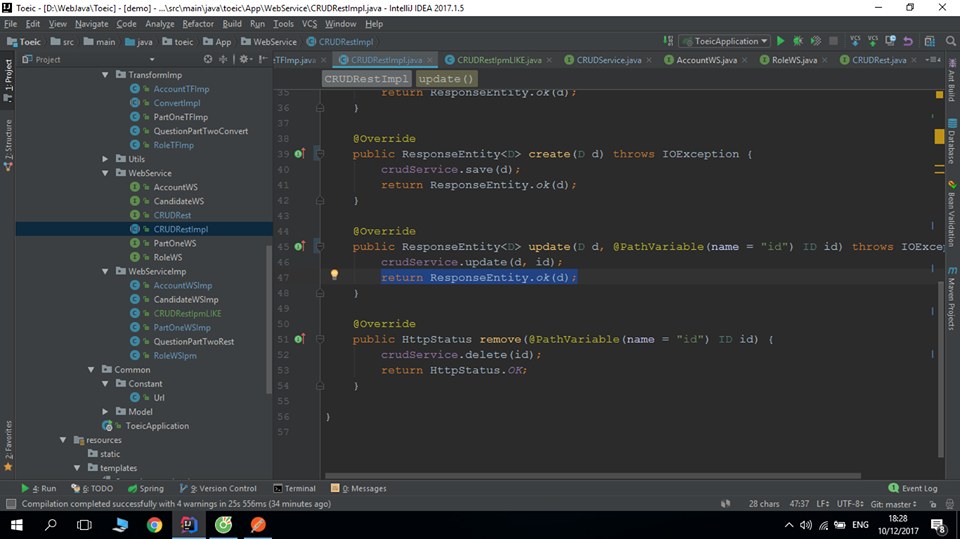 Toeic - [D:\WebJava\Toeic] - [demo] - ...\src\main\java\toeic\App\WebService\CRUDRestImpl.java - IntelliJ IDEA 2017.1.5
File Edit View Navigate Code Analyze Refactor Build Run Tools VCS Window Help
Toeic src main java toeic App WebService CRUDRestImpl ToeicApplication VCS VCS
Project eTFImp.java CRUDRestImpl.java CRUDRestIpmLIKE.java CRUDService.java AccountWS.java RoleWS.java CRUDRest.java
1: Project
7: Structure
2: Favorites
TransformImp
AccountTFImp
ConvertImpl
PartOneTFImp
QuestionPartTwoConvert
RoleTFImp
Utils
WebService
AccountWS
CandidateWS
CRUDRest
CRUDRestImpl
PartOneWS
RoleWS
WebServiceImp
AccountWSImp
CandidateWSImp
CRUDRestIpmLIKE
PartOneWSImp
QuestionPartTwoRest
RoleWSIpm
Common
Constant
Url
Model
ToeicApplication
resources
static
templates
CRUDRestImpl update()
35 return ResponseEntity.ok(d);
36 }
37
38 @Override
39 public ResponseEntity<D> create(D d) throws IOException {
40 crudService.save(d);
41 return ResponseEntity.ok(d);
42 }
43
44 @Override
45 public ResponseEntity<D> update(D d, @PathVariable(name = "id") ID id) throws IOExce
46 crudService.update(d, id);
47 return ResponseEntity.ok(d);
48 }
49
50 @Override
51 public HttpStatus remove(@PathVariable(name = "id") ID id) {
52 crudService.delete(id);
53 return HttpStatus.OK;
54 }
55
56 }
57
Ant Build
Database
Bean Validation
Maven Projects
4: Run 6: TODO Spring 9: Version Control Terminal 0: Messages Event Log
Compilation completed successfully with 4 warnings in 25s 556ms (34 minutes ago) 28 chars 47:37 LF÷ UTF-8÷ Git: master÷
ENG 18:28
10/12/2017 8